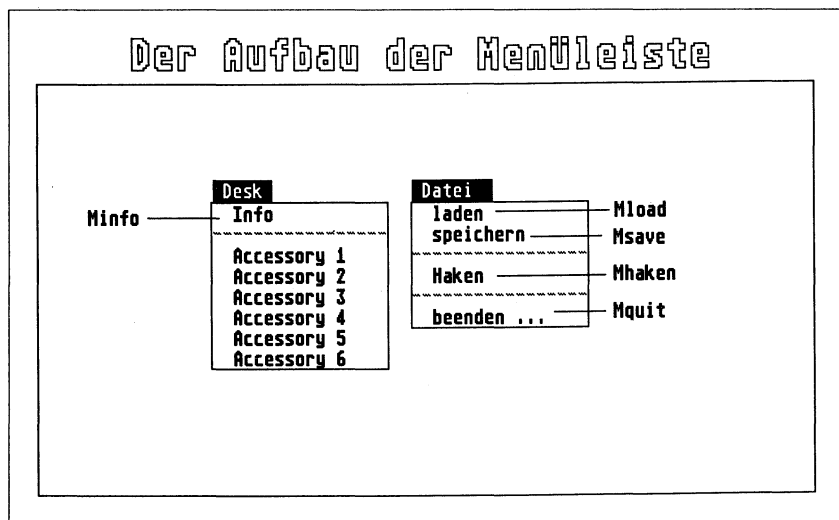 Der Aufbau der Menüleiste
Desk
Minfo
Info
Accessory 1
Accessory 2
Accessory 3
Accessory 4
Accessory 5
Accessory 6
Datei
laden
Mload
speichern
Msave
Haken
Mhaken
beenden ...
Mquit